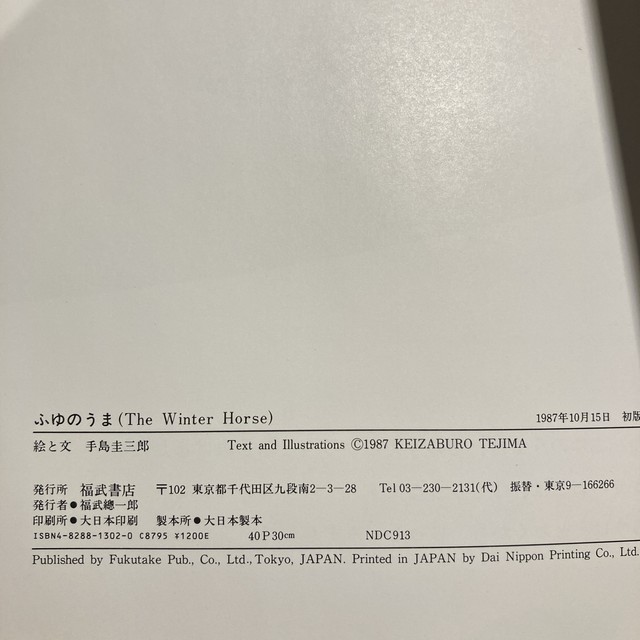 ふゆのうま(The Winter Horse) 1987年10月15日 初版
絵と文 手島圭三郎 Text and Illustrations ©1987 KEIZABURO TEJIMA
発行所 福武書店 〒102 東京都千代田区九段南2—3—28 Tel 03—230—2131(代) 振替・東京9—166266
発行者●福武總一郎
印刷所●大日本印刷 製本所●大日本製本
ISBN4-8288-1302-0 C8795 ¥1200E 40P30cm NDC913
Published by Fukutake Pub., Co., Ltd., Tokyo, JAPAN. Printed in JAPAN by Dai Nippon Printing Co., Ltd.